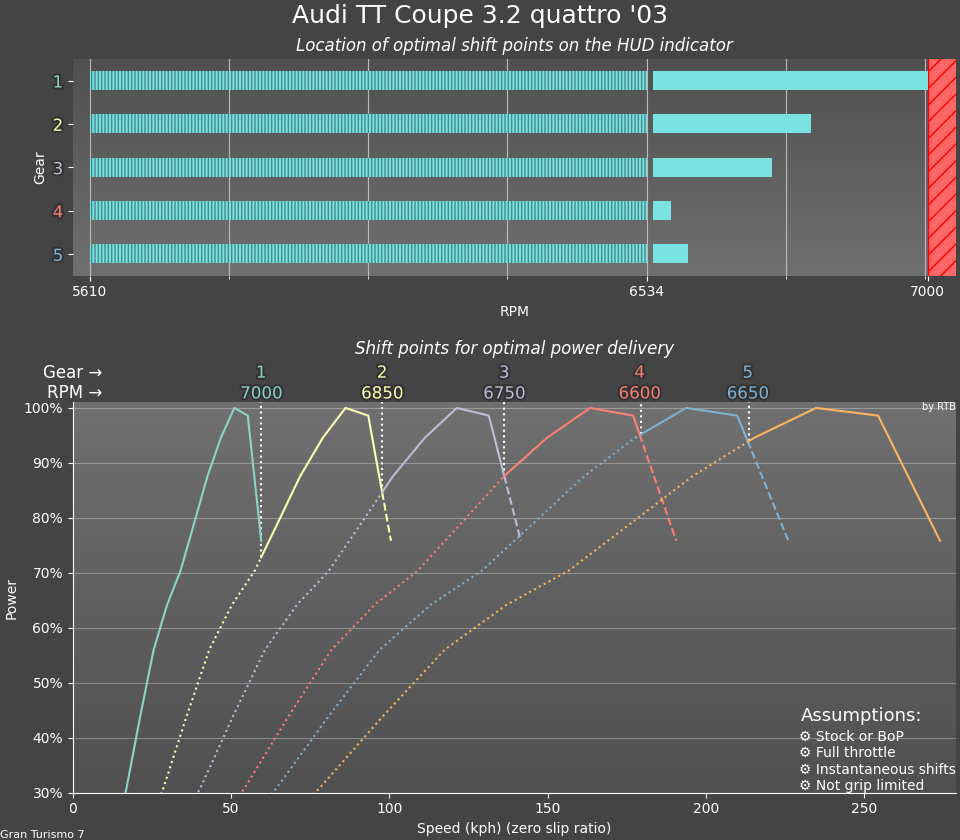 Audi TT Coupe 3.2 quattro '03
Location of optimal shift points on the HUD indicator
Gear
1
2
3
4
5
5610 6534 7000
RPM
Shift points for optimal power delivery
Gear → 1 2 3 4 5
RPM → 7000 6850 6750 6600 6650
by RTB
Power
100%
90%
80%
70%
60%
50%
40%
30%
Assumptions:
⚙ Stock or BoP
⚙ Full throttle
⚙ Instantaneous shifts
⚙ Not grip limited
0 50 100 150 200 250
Speed (kph) (zero slip ratio)
Gran Turismo 7